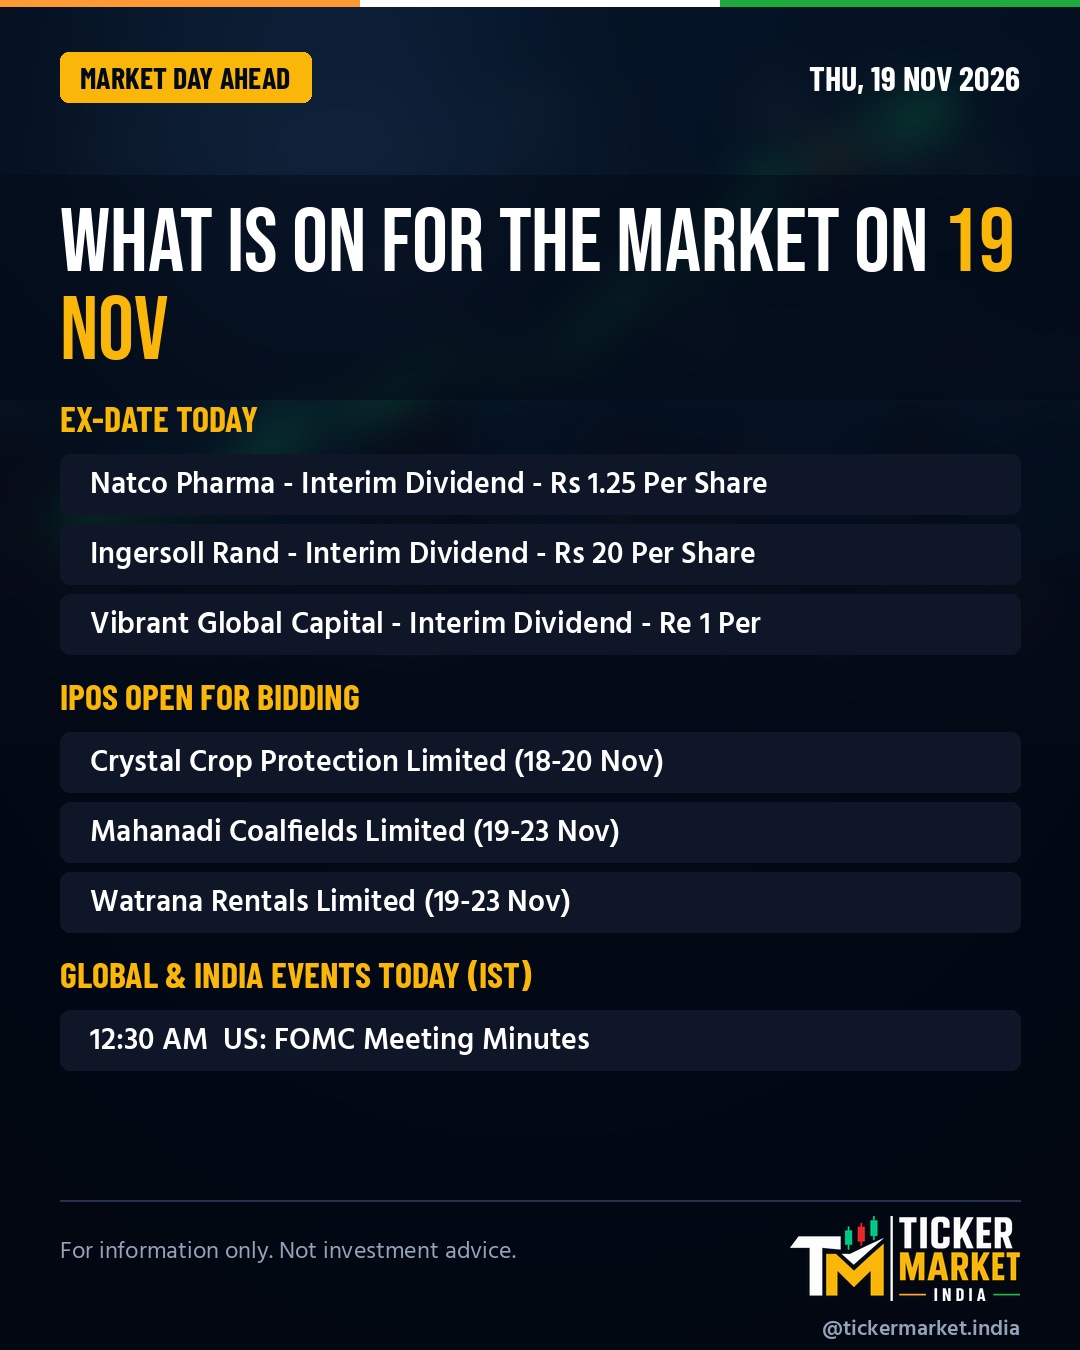 MARKET DAY AHEAD
THU, 19 NOV 2026
WHAT IS ON FOR THE MARKET ON 19
NOV
EX-DATE TODAY
Natco Pharma - Interim Dividend - Rs 1.25 Per Share
Ingersoll Rand - Interim Dividend - Rs 20 Per Share
Vibrant Global Capital - Interim Dividend - Re 1 Per
IPOS OPEN FOR BIDDING
Crystal Crop Protection Limited (18-20 Nov)
Mahanadi Coalfields Limited (19-23 Nov)
Watrana Rentals Limited (19-23 Nov)
GLOBAL & INDIA EVENTS TODAY (IST)
12:30 AM  US: FOMC Meeting Minutes
For information only. Not investment advice.
TM
TICKER
MARKET
INDIA
@tickermarket.india